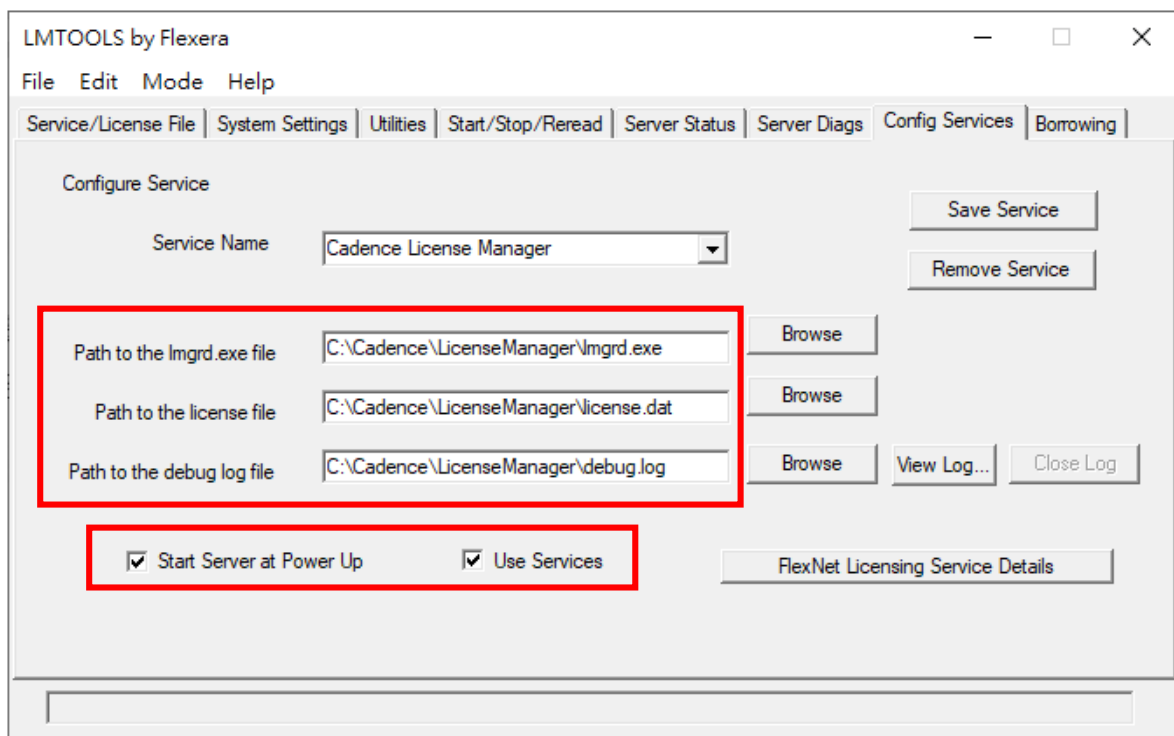 LMTOOLS by Flexera
File Edit Mode Help
Service/License File System Settings Utilities Start/Stop/Reread Server Status Server Diags Config Services Borrowing
Configure Service
Save Service
Service Name Cadence License Manager
Remove Service
Path to the lmgrd.exe file C:\Cadence\LicenseManager\lmgrd.exe Browse
Path to the license file C:\Cadence\LicenseManager\license.dat Browse
Path to the debug log file C:\Cadence\LicenseManager\debug.log Browse View Log... Close Log
Start Server at Power Up Use Services FlexNet Licensing Service Details